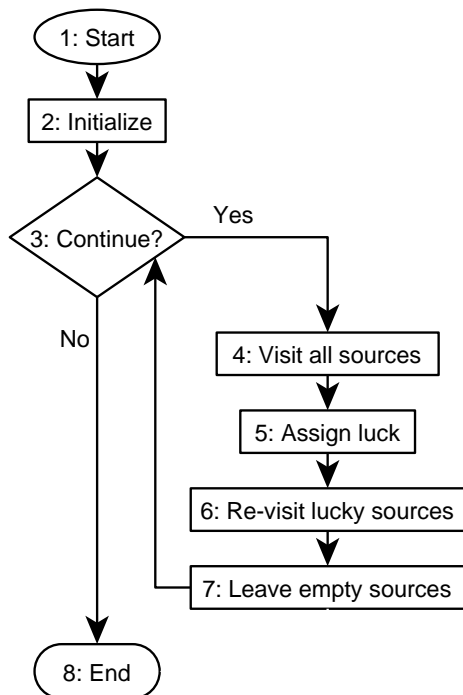 1: Start
2: Initialize
3: Continue?
Yes
No
4: Visit all sources
5: Assign luck
6: Re-visit lucky sources
7: Leave empty sources
8: End